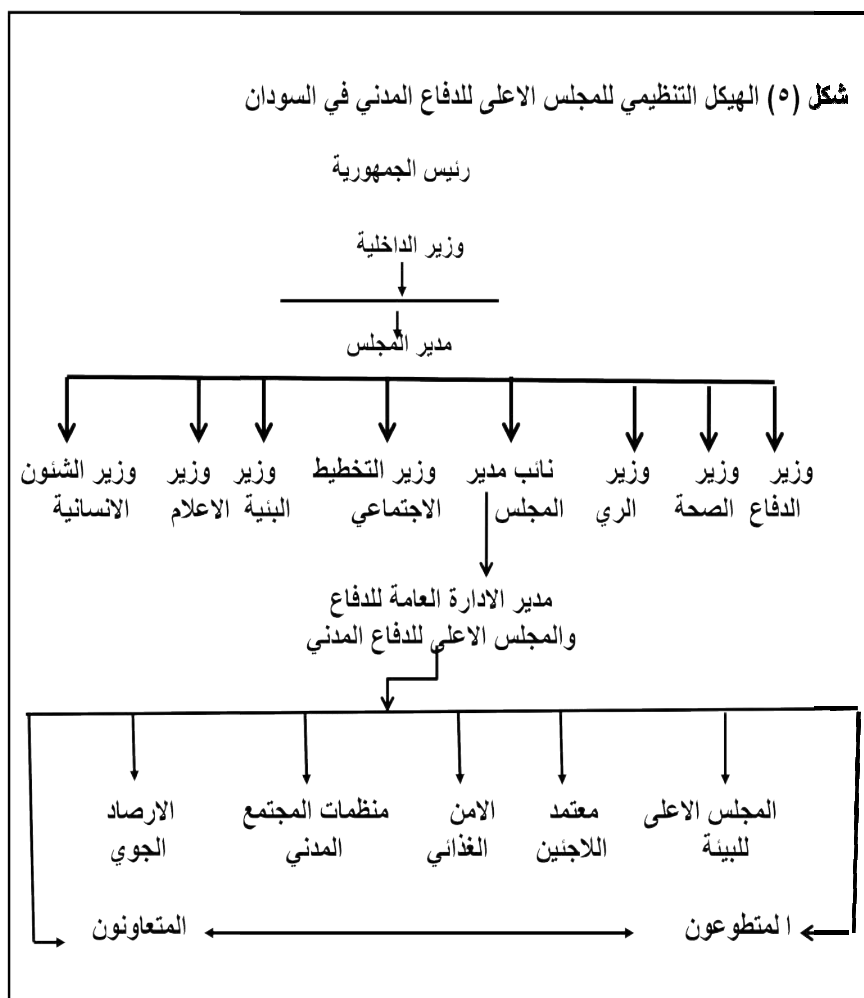 شكل (٥) الهيكل التنظيمي للمجلس الاعلى للدفاع المدني في السودان
رئيس الجمهورية
وزير الداخلية
مدير المجلس
وزير الدفاع
وزير الصحة
وزير الري
نائب مدير المجلس
وزير التخطيط الاجتماعي
وزير البئية
وزير الاعلام
وزير الشئون الانسانية
مدير الادارة العامة للدفاع
والمجلس الاعلى للدفاع المدني
المجلس الاعلى للبيئة
معتمد اللاجئين
الامن الغذائي
منظمات المجتمع المدني
الارصاد الجوي
ا لمتطوعون
المتعاونون